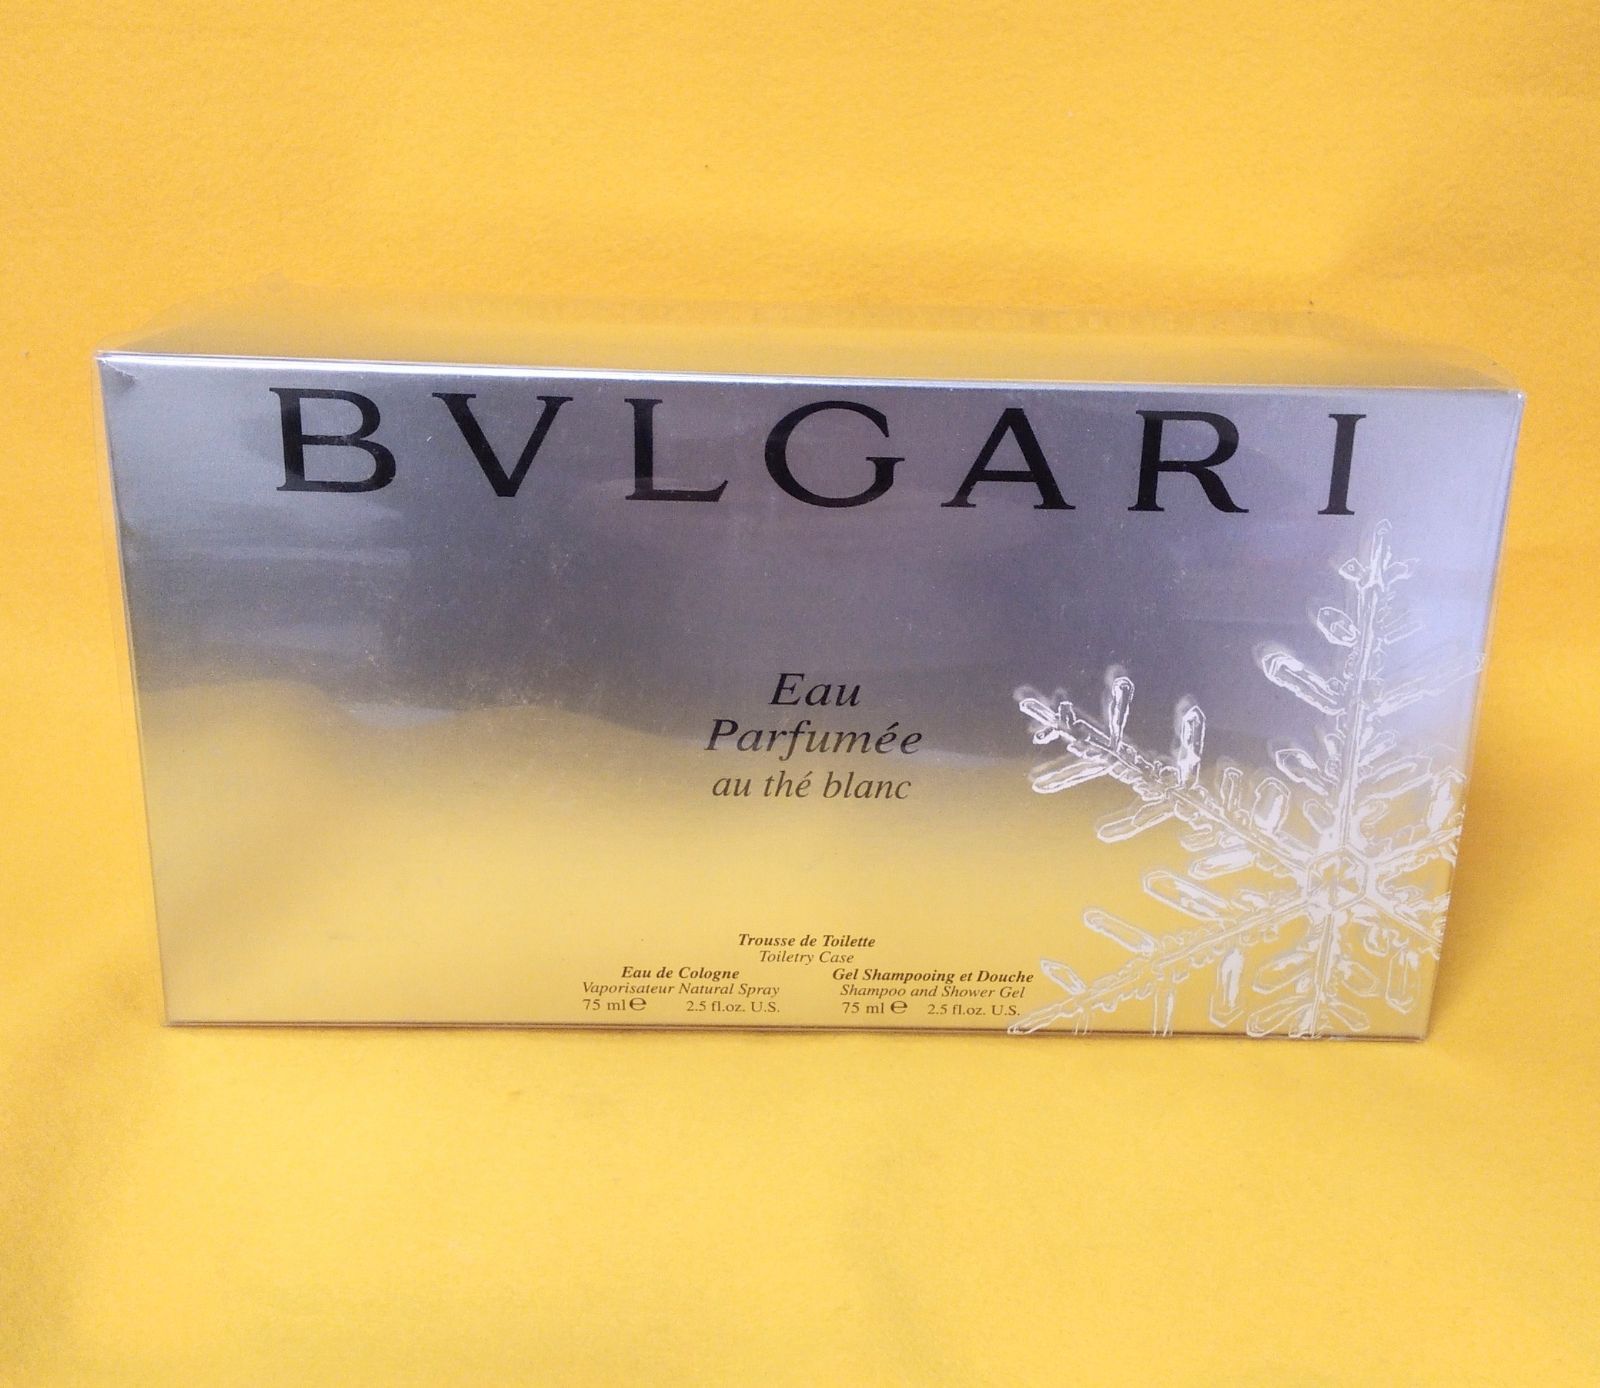 BVLGARI
Eau
Parfumée
au thé blanc
Trousse de Toilette
Toiletry Case
Eau de Cologne
Vaporisateur Natural Spray
75 ml ℮ 2.5 fl.oz. U.S.
Gel Shampooing et Douche
Shampoo and Shower Gel
75 ml ℮ 2.5 fl.oz. U.S.